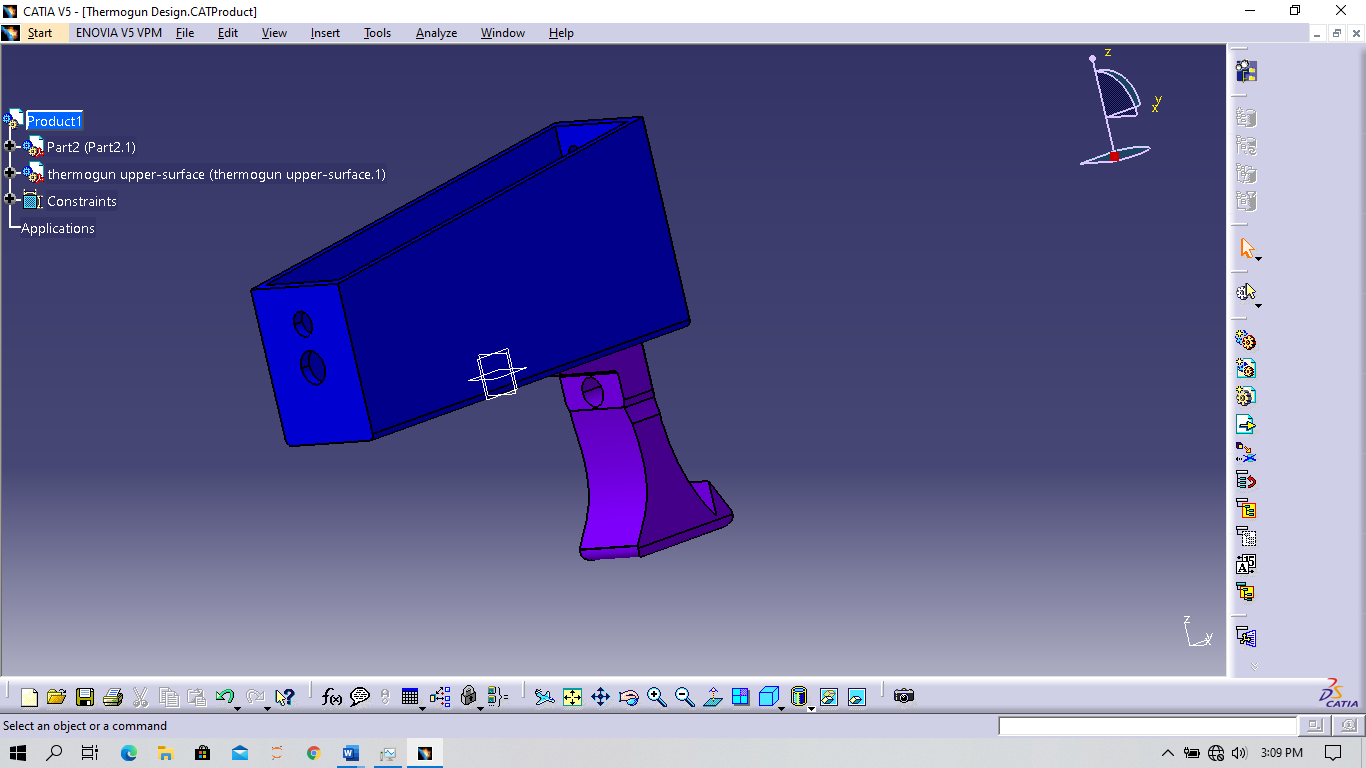 CATIA V5 - [Thermogun Design.CATProduct]
Start ENOVIA V5 VPM File Edit View Insert Tools Analyze Window Help
z
y
x
Product1
Part2 (Part2.1)
thermogun upper-surface (thermogun upper-surface.1)
Constraints
Applications
z
y
x
f(x)
?
CATIA
Select an object or a command
3:09 PM